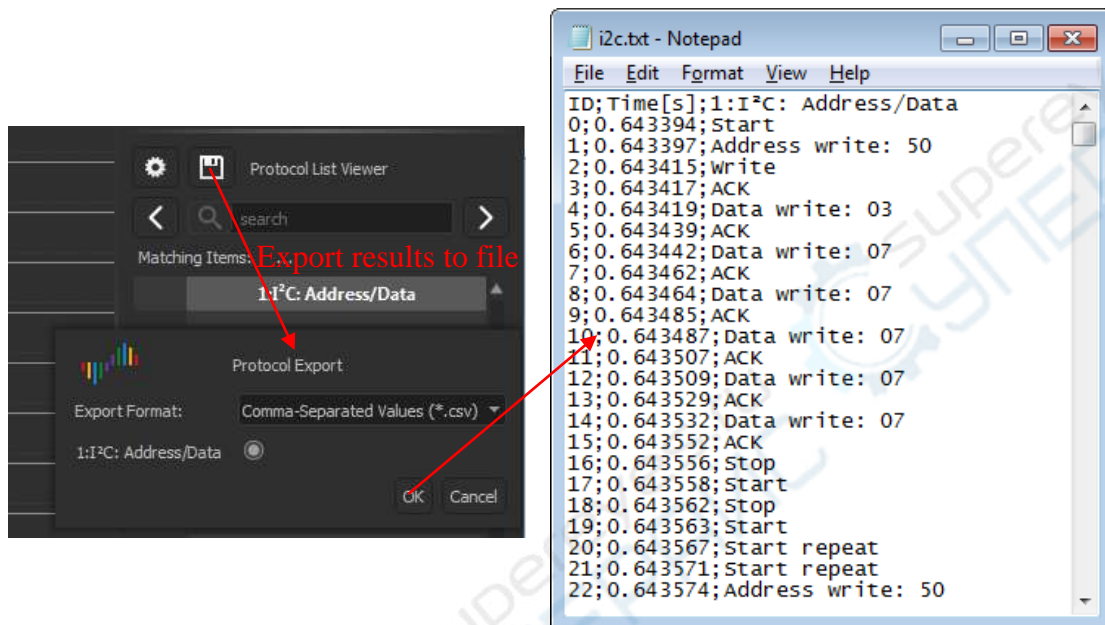 Protocol List Viewer
search
Matching Items:
Export results to file
1:I²C: Address/Data
Protocol Export
Export Format: Comma-Separated Values (*.csv)
1:I²C: Address/Data
OK Cancel
i2c.txt - Notepad
File Edit Format View Help
ID;Time[s];1:I²C: Address/Data
0;0.643394;Start
1;0.643397;Address write: 50
2;0.643415;Write
3;0.643417;ACK
4;0.643419;Data write: 03
5;0.643439;ACK
6;0.643442;Data write: 07
7;0.643462;ACK
8;0.643464;Data write: 07
9;0.643485;ACK
10;0.643487;Data write: 07
11;0.643507;ACK
12;0.643509;Data write: 07
13;0.643529;ACK
14;0.643532;Data write: 07
15;0.643552;ACK
16;0.643556;Stop
17;0.643558;Start
18;0.643562;Stop
19;0.643563;Start
20;0.643567;Start repeat
21;0.643571;Start repeat
22;0.643574;Address write: 50